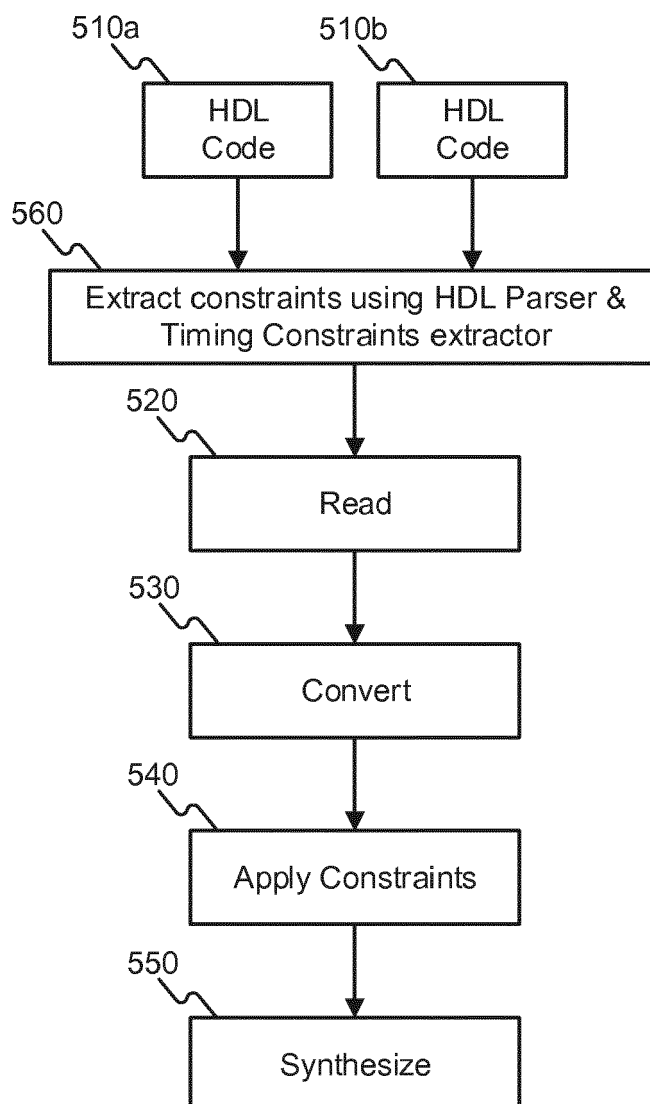 510a
510b
HDL
Code
HDL
Code
560
Extract constraints using HDL Parser &
Timing Constraints extractor
520
Read
530
Convert
540
Apply Constraints
550
Synthesize